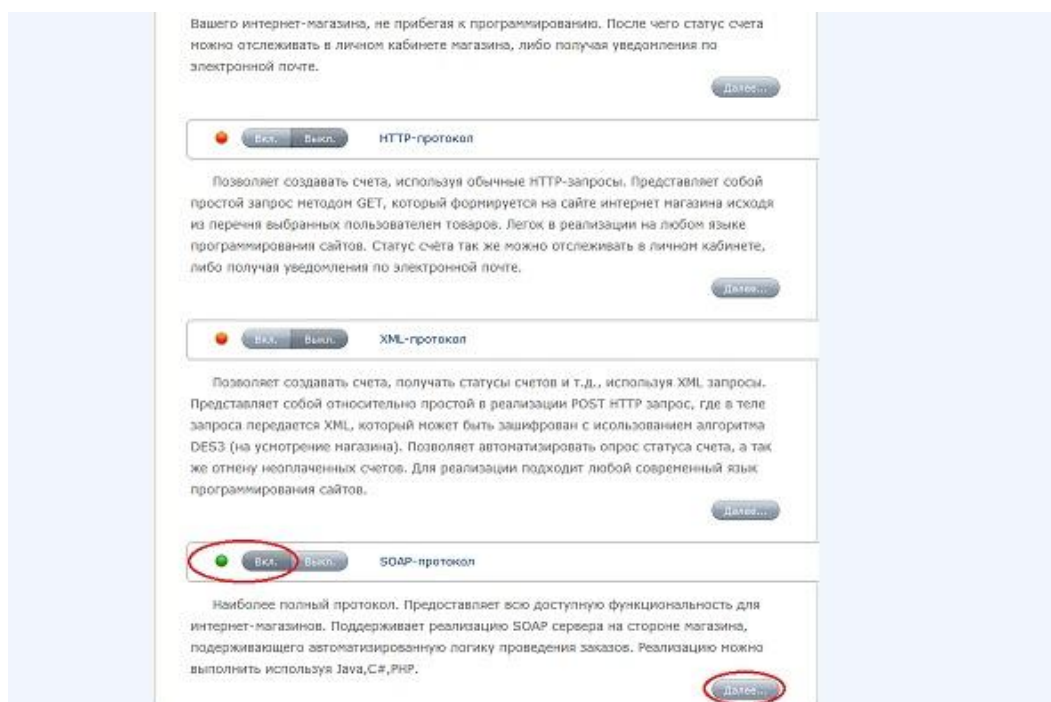 Вашего интернет-магазина, не прибегая к программированию. После чего статус счета
можно отслеживать в личном кабинете магазина, либо получая уведомления по
электронной почте.
Далее...
Вкл. Выкл. HTTP-протокол
Позволяет создавать счета, используя обычные HTTP-запросы. Представляет собой
простой запрос методом GET, который формируется на сайте интернет магазина исходя
из перечня выбранных пользователем товаров. Легок в реализации на любом языке
программирования сайтов. Статус счёта так же можно отслеживать в личном кабинете,
либо получая уведомления по электронной почте.
Далее...
Вкл. Выкл. XML-протокол
Позволяет создавать счета, получать статусы счетов и т.д., используя XML запросы.
Представляет собой относительно простой в реализации POST HTTP запрос, где в теле
запроса передается XML, который может быть зашифрован с исользованием алгоритма
DES3 (на усмотрение магазина). Позволяет автоматизировать опрос статуса счета, а так
же отмену неоплаченных счетов. Для реализации подходит любой современный язык
программирования сайтов.
Далее...
Вкл. Выкл. SOAP-протокол
Наиболее полный протокол. Предоставляет всю доступную функциональность для
интернет-магазинов. Поддерживает реализацию SOAP сервера на стороне магазина,
подерживающего автоматизированную логику проведения заказов. Реализацию можно
выполнить используя Java,C#,PHP.
Далее...